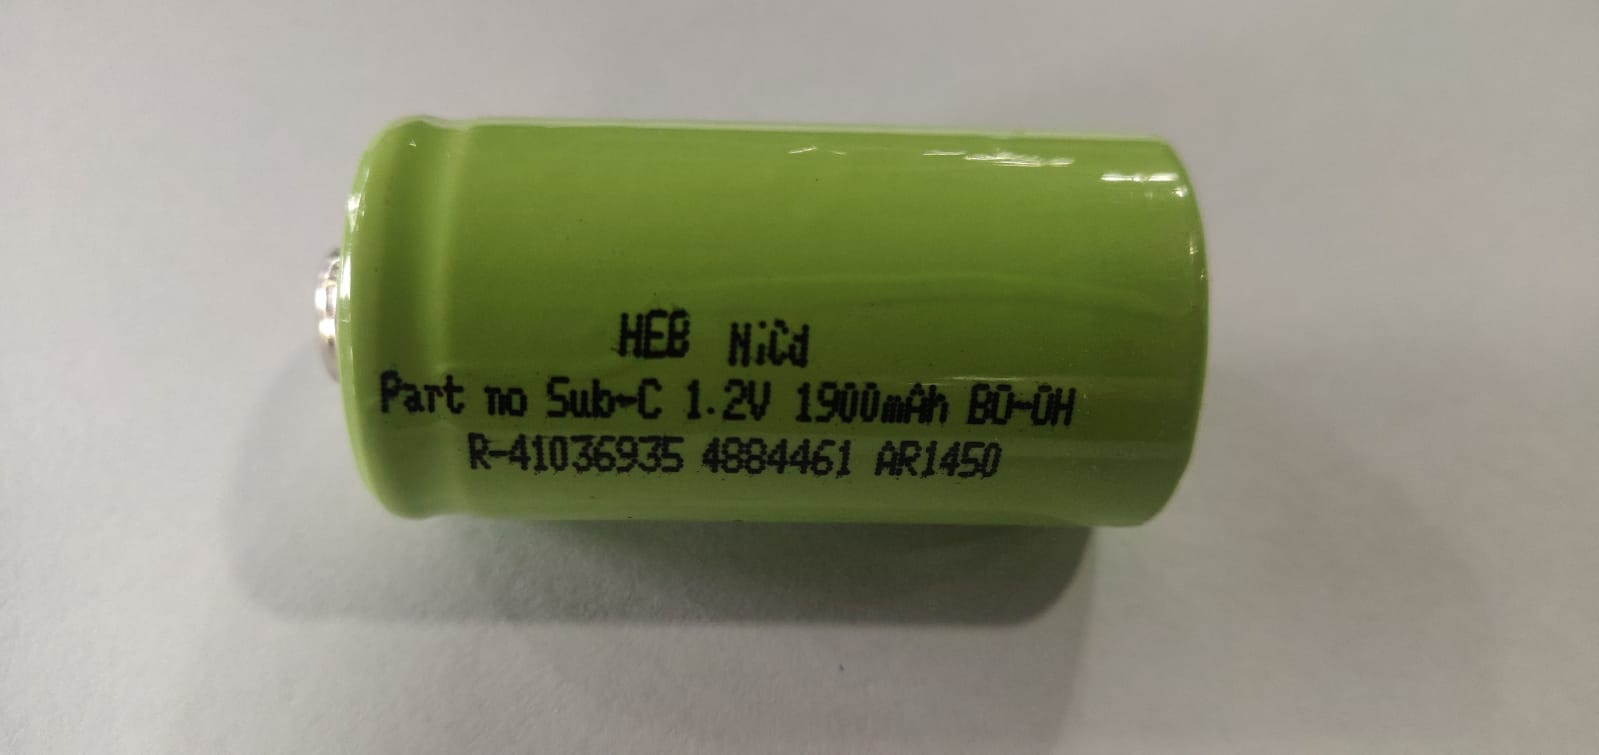 HEB NiCd
Part no Sub-C 1.2V 1900mAh BO-OH
R-41036935 4884461 AR1450